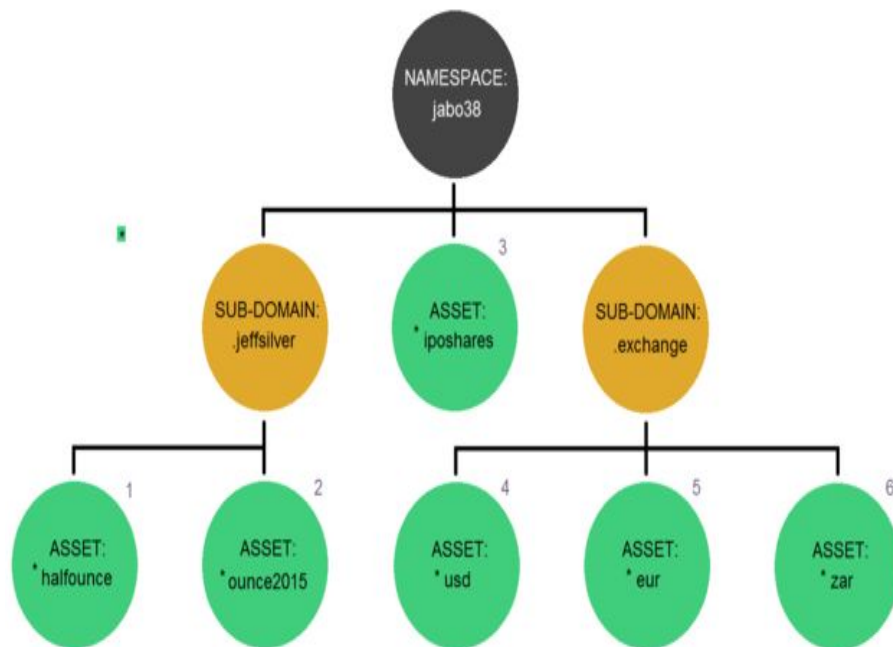 NAMESPACE:
jabo38
3
SUB-DOMAIN:
.jeffsilver
ASSET:
* iposhares
SUB-DOMAIN:
.exchange
1
2
4
5
6
ASSET:
* halfounce
ASSET:
* ounce2015
ASSET:
* usd
ASSET:
* eur
ASSET:
* zar